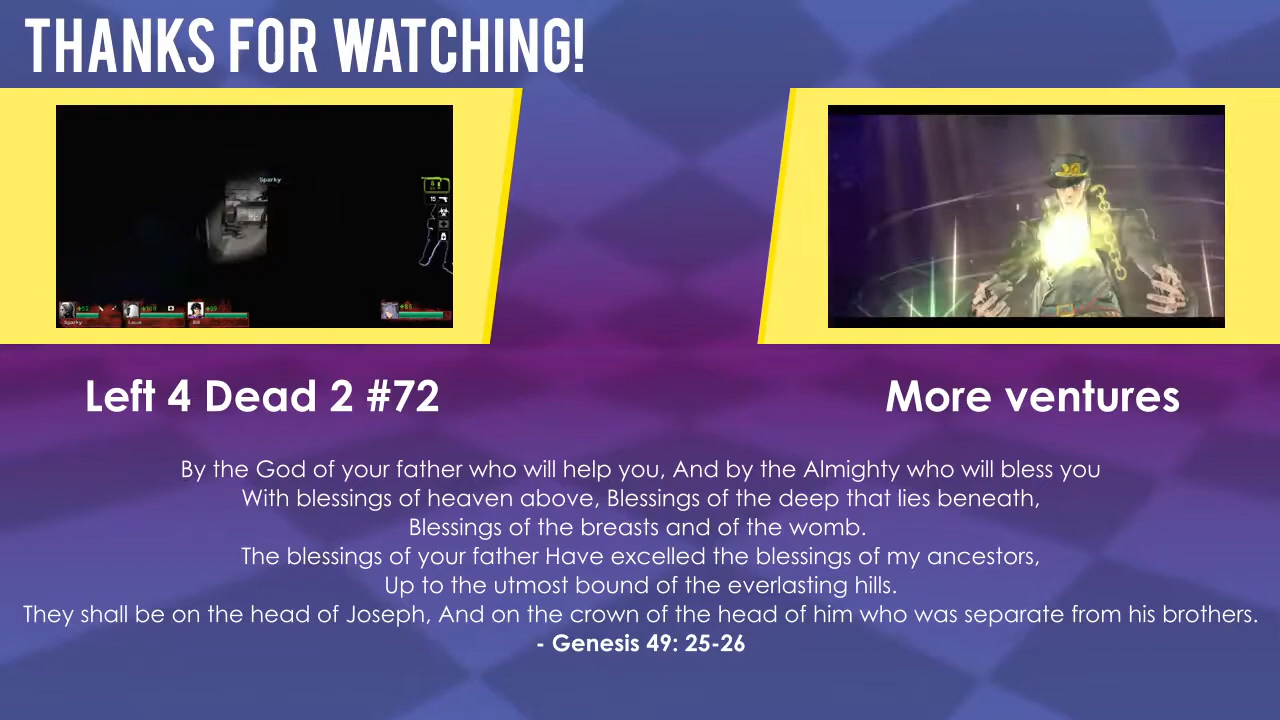 THANKS FOR WATCHING!
Sparky
Sparky
Left 4 Dead 2 #72
More ventures
By the God of your father who will help you, And by the Almighty who will bless you
With blessings of heaven above, Blessings of the deep that lies beneath,
Blessings of the breasts and of the womb.
The blessings of your father Have excelled the blessings of my ancestors,
Up to the utmost bound of the everlasting hills.
They shall be on the head of Joseph, And on the crown of the head of him who was separate from his brothers.
- Genesis 49: 25-26